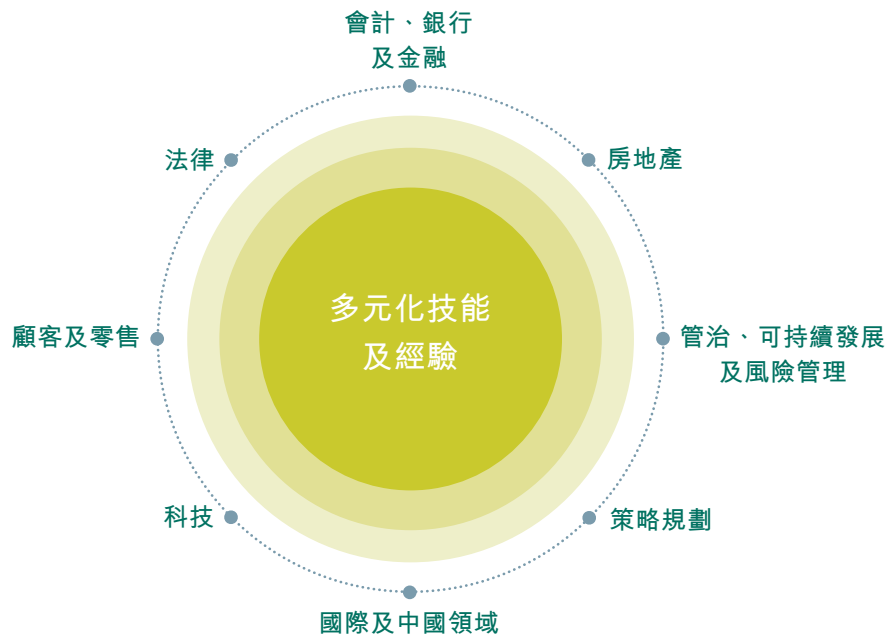 會計、銀行
及金融
法律
房地產
多元化技能
及經驗
顧客及零售
管治、可持續發展
及風險管理
科技
策略規劃
國際及中國領域